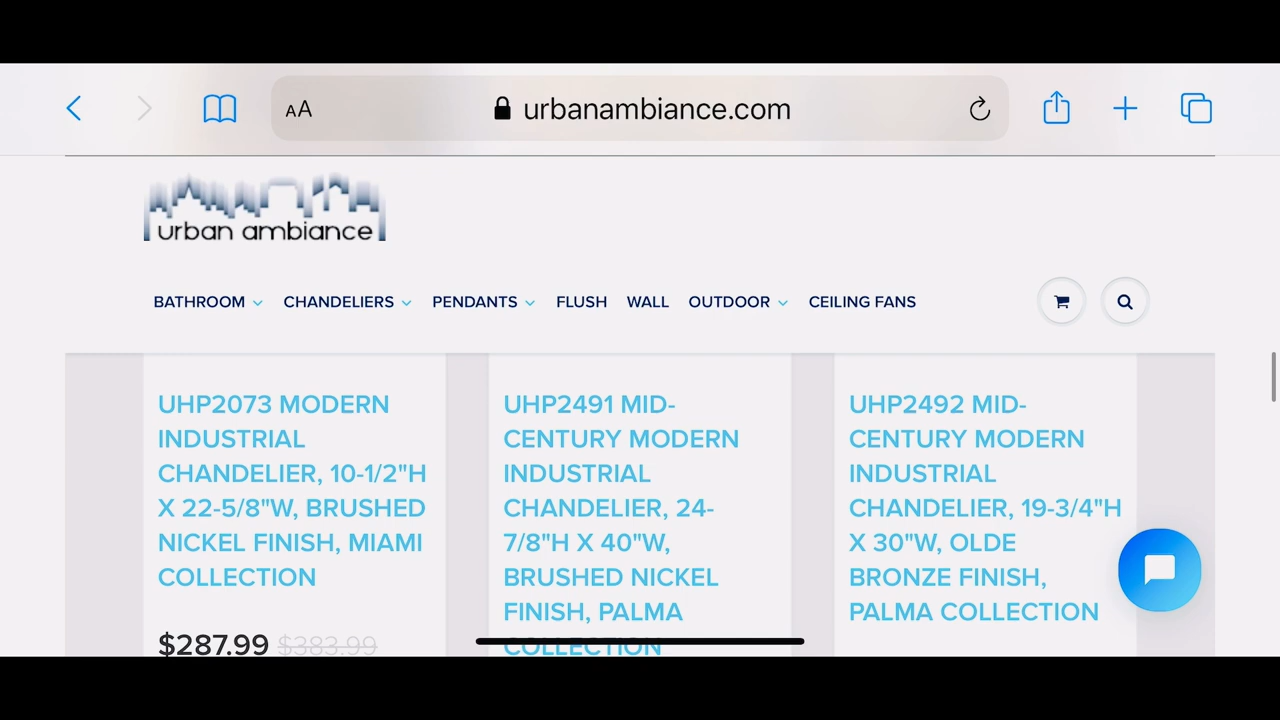 AA
urbanambiance.com
urban ambiance
BATHROOM CHANDELIERS PENDANTS FLUSH WALL OUTDOOR CEILING FANS
UHP2073 MODERN
INDUSTRIAL
CHANDELIER, 10-1/2"H
X 22-5/8"W, BRUSHED
NICKEL FINISH, MIAMI
COLLECTION
$287.99 $383.99
UHP2491 MID-
CENTURY MODERN
INDUSTRIAL
CHANDELIER, 24-
7/8"H X 40"W,
BRUSHED NICKEL
FINISH, PALMA
COLLECTION
UHP2492 MID-
CENTURY MODERN
INDUSTRIAL
CHANDELIER, 19-3/4"H
X 30"W, OLDE
BRONZE FINISH,
PALMA COLLECTION